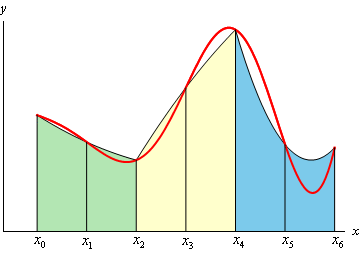 y
x₀ x₁ x₂ x₃ x₄ x₅ x₆ x